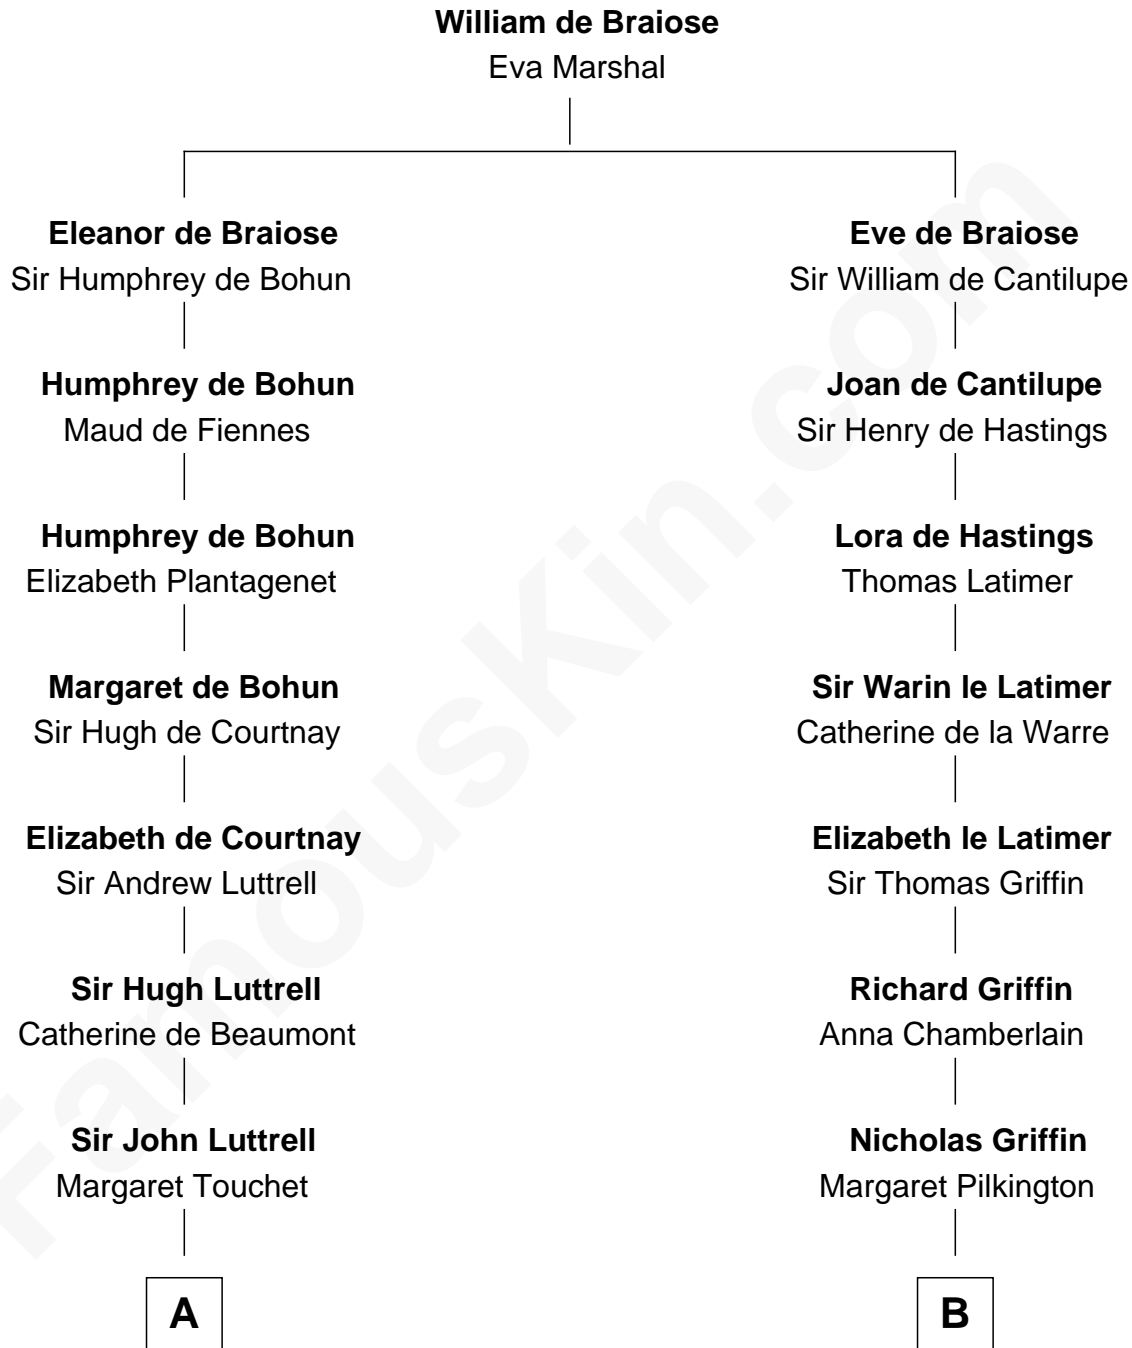 William de Braiose
Eva Marshal
Eleanor de Braiose
Sir Humphrey de Bohun
Eve de Braiose
Sir William de Cantilupe
Humphrey de Bohun
Maud de Fiennes
Joan de Cantilupe
Sir Henry de Hastings
Humphrey de Bohun
Elizabeth Plantagenet
Lora de Hastings
Thomas Latimer
Margaret de Bohun
Sir Hugh de Courtnay
Sir Warin le Latimer
Catherine de la Warre
Elizabeth de Courtnay
Sir Andrew Luttrell
Elizabeth le Latimer
Sir Thomas Griffin
Sir Hugh Luttrell
Catherine de Beaumont
Richard Griffin
Anna Chamberlain
Sir John Luttrell
Margaret Touchet
Nicholas Griffin
Margaret Pilkington
A
B
FamousKin.com